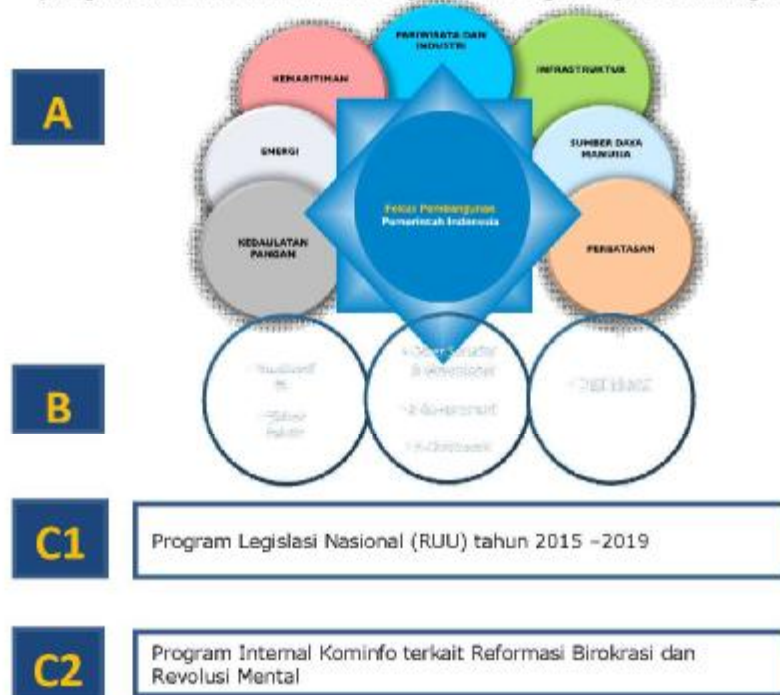 A
PARIWISATA DAN
INDUSTRI
KEMARITIMAN
INFRASTRUKTUR
ENERGI
SUMBER DAYA
MANUSIA
Fokus Pembangunan
Pemerintah Indonesia
KEDAULATAN
PANGAN
PERBATASAN
B
e-Government
C1
Program Legislasi Nasional (RUU) tahun 2015 –2019
C2
Program Internal Kominfo terkait Reformasi Birokrasi dan
Revolusi Mental